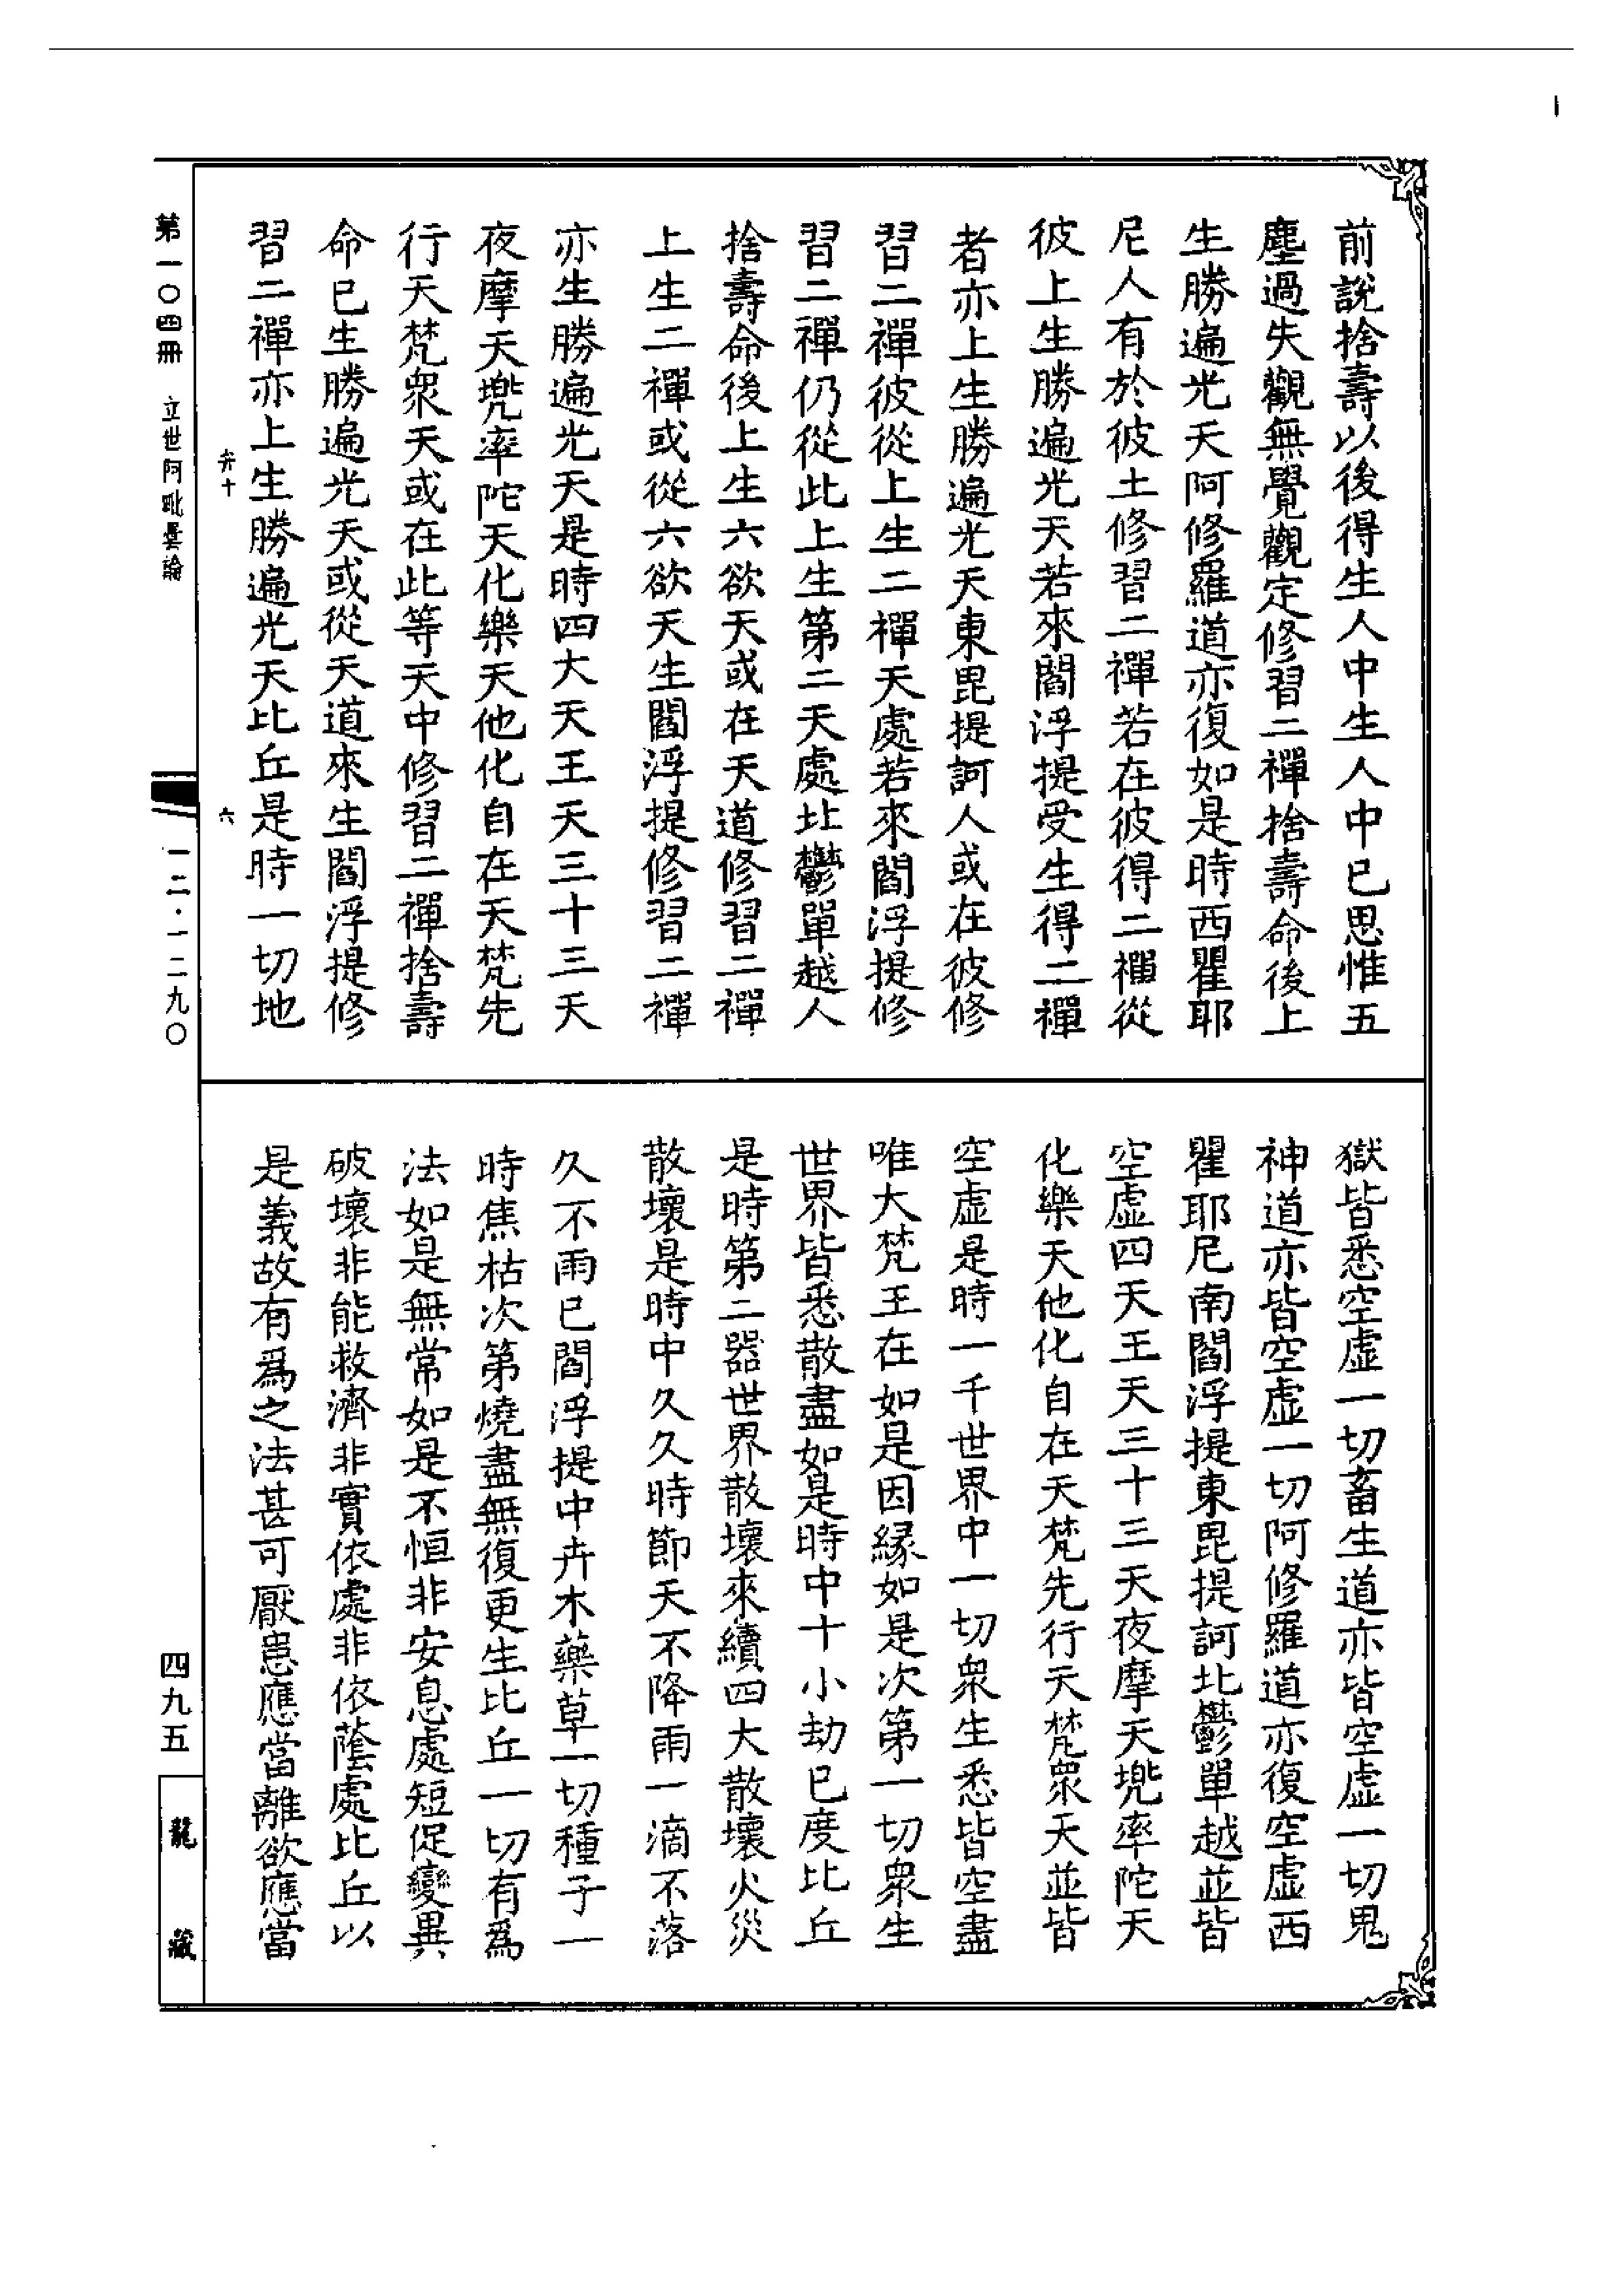 前説捨壽以後得生人中生人中已思惟五
塵過失觀無覺觀定修習二禪捨壽命後上
生勝遍光天阿修羅道亦復如是時西瞿耶
尼人有於彼土修習二禪若在彼得二禪從
彼上生勝遍光天若來閻浮提受生得二禪
者亦上生勝遍光天東毘提訶人或在彼修
習二禪彼從上生二禪天處若來閻浮提修
習二禪仍從此上生第二天處北鬱單越人
捨壽命後上生六欲天或在天道修習二禪
上生二禪或從六欲天生閻浮提修習二禪
亦生勝遍光天是時四大天王天三十三天
夜摩天兠率陀天化樂天他化自在天梵先
行天梵衆天或在此等天中修習二禪捨壽
命已生勝遍光天或從天道來生閻浮提修
習二禪亦上生勝遍光天比丘是時一切地
獄皆悉空虚一切畜生道亦皆空虚一切鬼
神道亦皆空虚一切阿修羅道亦復空虚西
瞿耶尼南閻浮提東毘提訶北鬱單越並皆
空虚四天王天三十三天夜摩天兠率陀天
化樂天他化自在天梵先行天梵衆天並皆
空虚是時一千世界中一切衆生悉皆空盡
唯大梵王在如是因縁如是次第一切衆生
世界皆悉散盡如是時中十小劫已度比丘
是時第二器世界散壞來續四大散壞火災
散壞是時中久久時節天不降雨一滴不落
久不雨已閻浮提中卉木藥草一切種子一
時焦枯次第燒盡無復更生比丘一切有爲
法如是無常如是不恒非安息處短促變異
破壞非能救濟非實依處非依蔭處比丘以
是義故有爲之法甚可厭患應當離欲應當
弁十
六
第一〇四冊 立世阿毗曇論
一二·一二九〇
四九五
龍藏